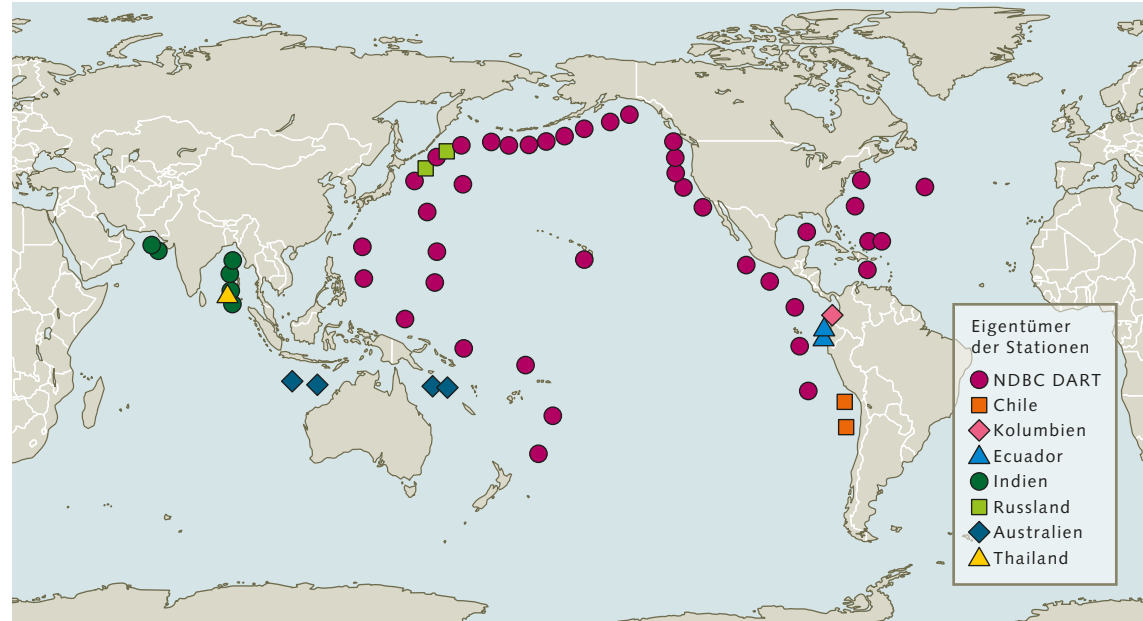 Eigentümer
der Stationen
NDBC DART
Chile
Kolumbien
Ecuador
Indien
Russland
Australien
Thailand